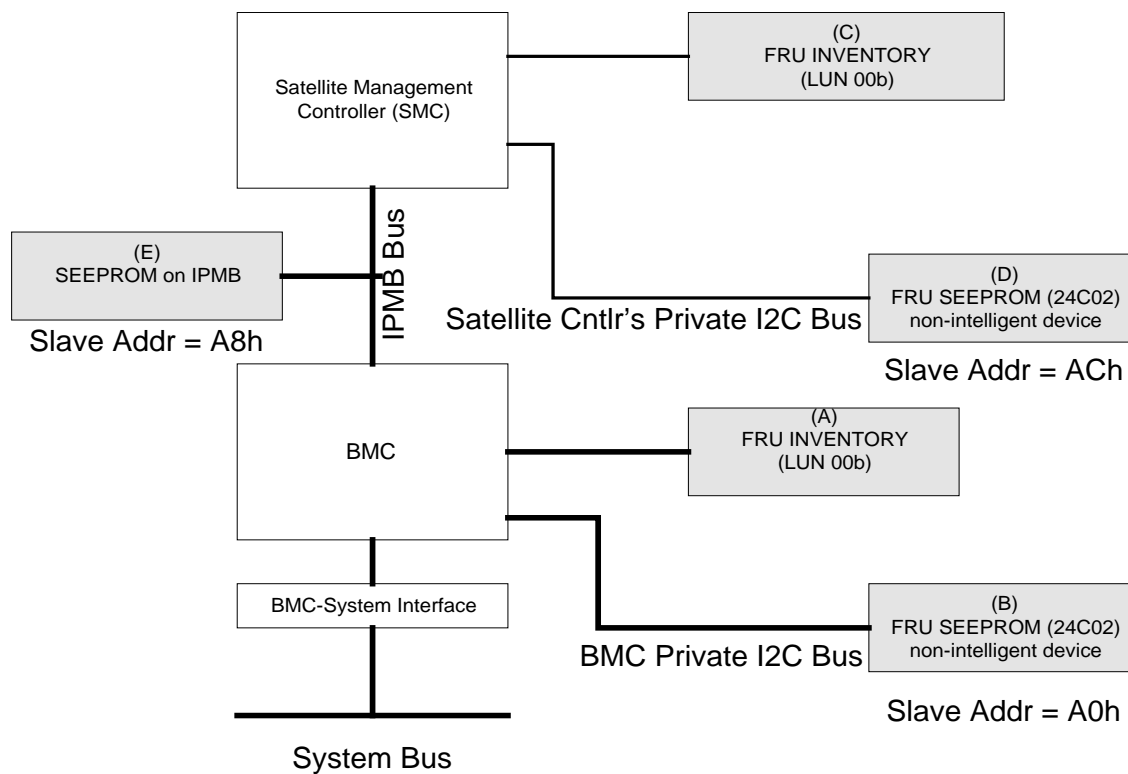 (C)
FRU INVENTORY
(LUN 00b)
Satellite Management
Controller (SMC)
IPMB Bus
(E)
SEEPROM on IPMB
Slave Addr = A8h
(D)
FRU SEEPROM (24C02)
non-intelligent device
Satellite Cntlr's Private I2C Bus
Slave Addr = ACh
(A)
FRU INVENTORY
(LUN 00b)
BMC
BMC-System Interface
(B)
FRU SEEPROM (24C02)
non-intelligent device
BMC Private I2C Bus
Slave Addr = A0h
System Bus